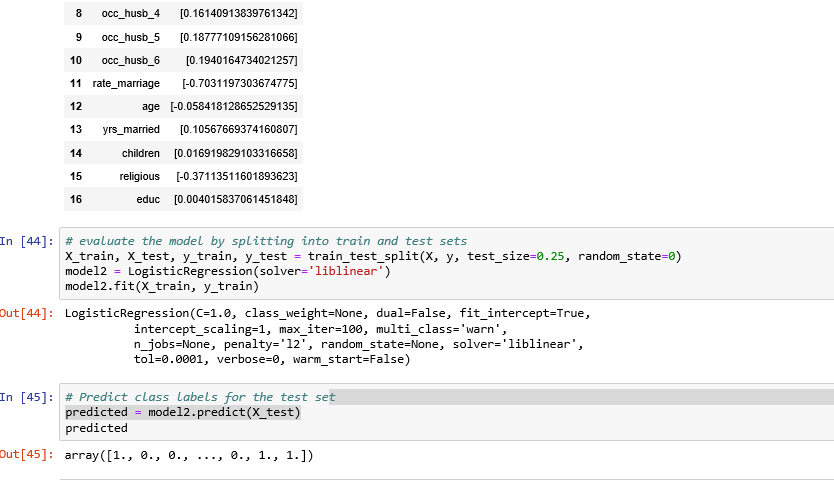 8 occ_husb_4 [0.16140913839761342]
9 occ_husb_5 [0.18777109156281066]
10 occ_husb_6 [0.1940164734021257]
11 rate_marriage [-0.7031197303674775]
12 age [-0.058418128652529135]
13 yrs_married [0.10567669374160807]
14 children [0.016919829103316658]
15 religious [-0.37113511601893623]
16 educ [0.004015837061451848]
In [44]: # evaluate the model by splitting into train and test sets
X_train, X_test, y_train, y_test = train_test_split(X, y, test_size=0.25, random_state=0)
model2 = LogisticRegression(solver='liblinear')
model2.fit(X_train, y_train)
Out[44]: LogisticRegression(C=1.0, class_weight=None, dual=False, fit_intercept=True,
intercept_scaling=1, max_iter=100, multi_class='warn',
n_jobs=None, penalty='l2', random_state=None, solver='liblinear',
tol=0.0001, verbose=0, warm_start=False)
In [45]: # Predict class labels for the test set
predicted = model2.predict(X_test)
predicted
Out[45]: array([1., 0., 0., ..., 0., 1., 1.])